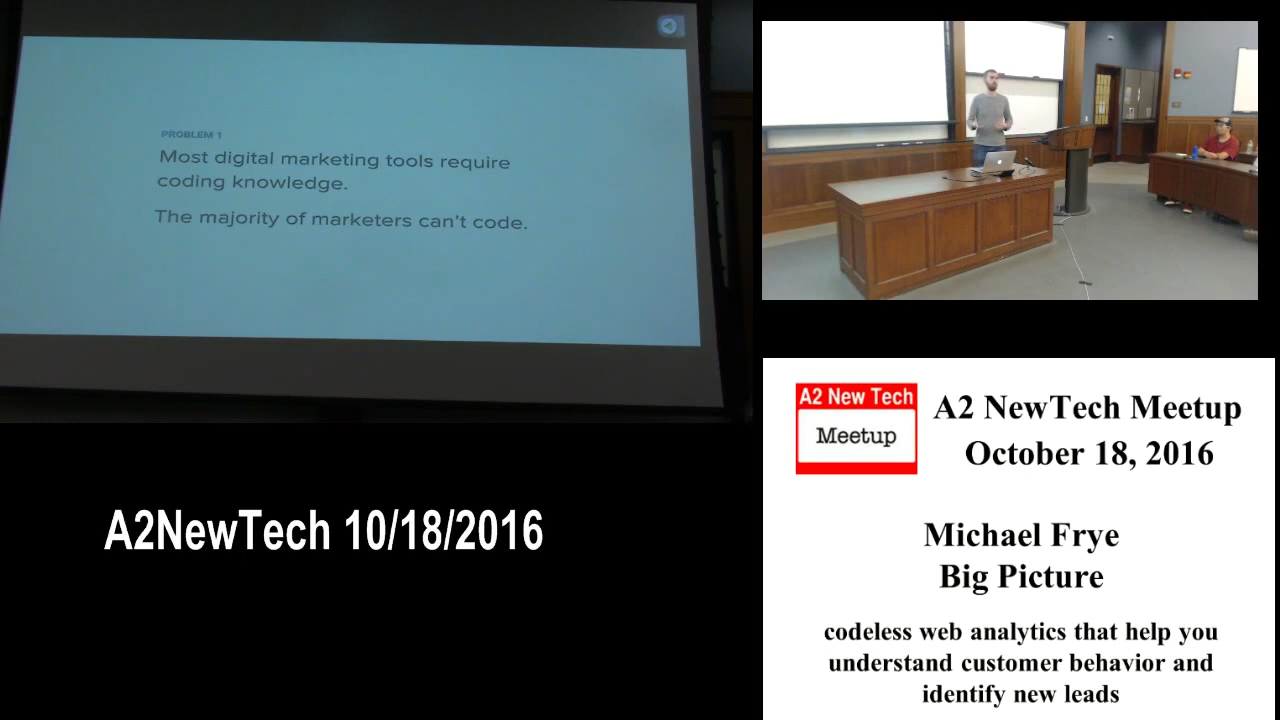 PROBLEM 1
Most digital marketing tools require
coding knowledge.
The majority of marketers can't code.
A2NewTech 10/18/2016
A2 New Tech
Meetup
A2 NewTech Meetup
October 18, 2016
Michael Frye
Big Picture
codeless web analytics that help you
understand customer behavior and
identify new leads